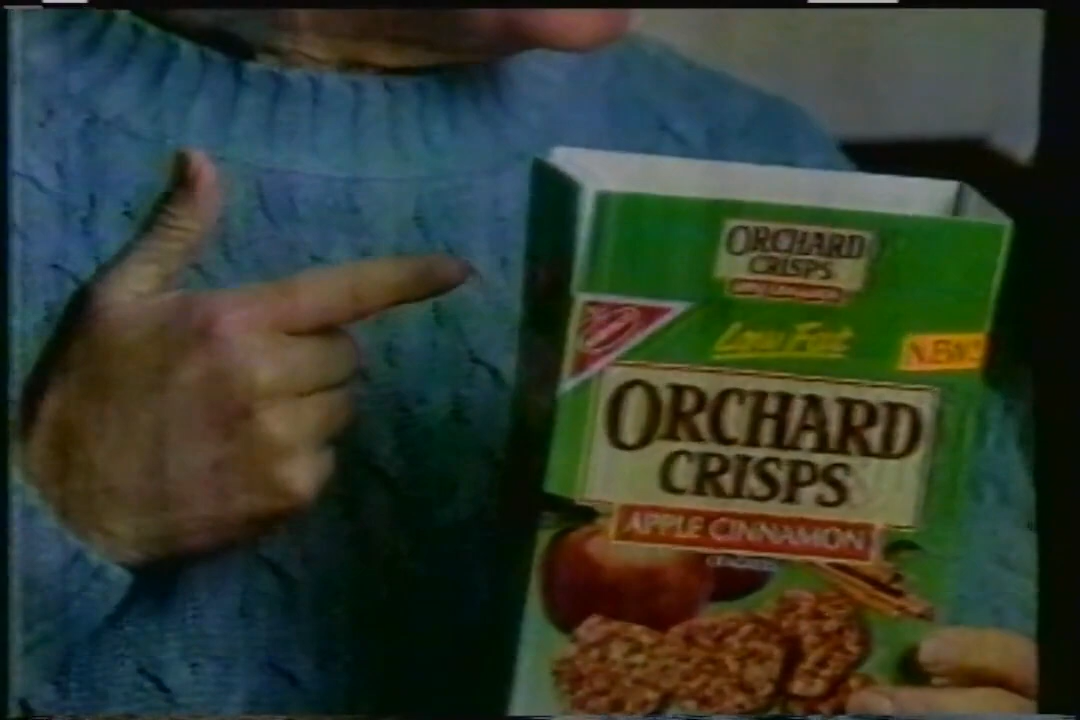 ORCHARD
CRISPS
Low Fat
NEW!
ORCHARD
CRISPS
APPLE CINNAMON